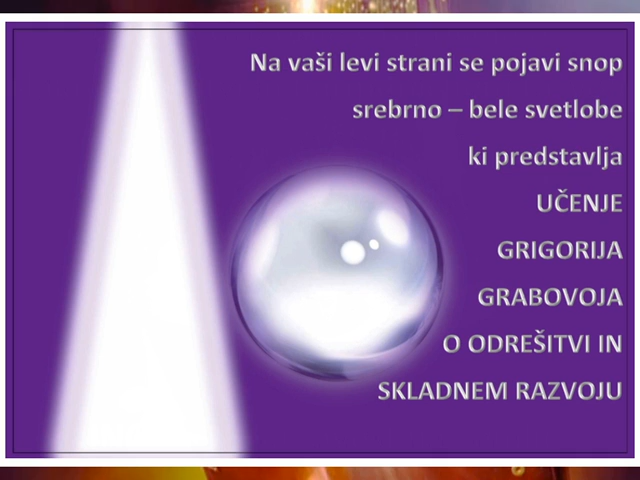 Na vaši levi strani se pojavi snop
srebrno – bele svetlobe
ki predstavlja
UČENJE
GRIGORIJA
GRABOVOJA
O ODREŠITVI IN
SKLADNEM RAZVOJU